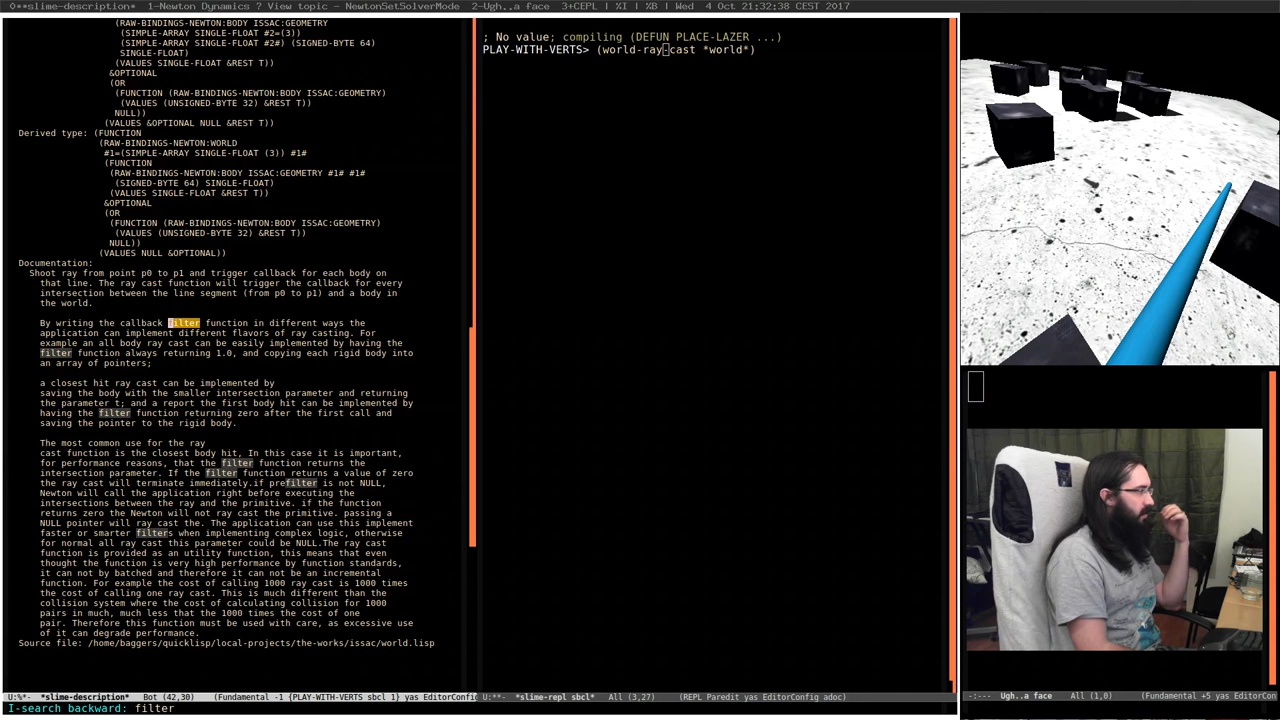 ◊**slime-description*  1-Newton Dynamics ? View topic - NewtonSetSolverMode  2-Ugh..a face  3+CEPL | %I | %B | Wed  4 Oct 21:32:38 CEST 2017
(RAW-BINDINGS-NEWTON:BODY ISSAC:GEOMETRY
(SIMPLE-ARRAY SINGLE-FLOAT #2=(3))
(SIMPLE-ARRAY SINGLE-FLOAT #2#) (SIGNED-BYTE 64)
SINGLE-FLOAT)
(VALUES SINGLE-FLOAT &REST T))
&OPTIONAL
(OR
(FUNCTION (RAW-BINDINGS-NEWTON:BODY ISSAC:GEOMETRY)
(VALUES (UNSIGNED-BYTE 32) &REST T))
NULL))
(VALUES &OPTIONAL NULL &REST T))
Derived type: (FUNCTION
(RAW-BINDINGS-NEWTON:WORLD
#1=(SIMPLE-ARRAY SINGLE-FLOAT (3)) #1#
(FUNCTION
(RAW-BINDINGS-NEWTON:BODY ISSAC:GEOMETRY #1# #1#
(SIGNED-BYTE 64) SINGLE-FLOAT)
(VALUES SINGLE-FLOAT &REST T))
&OPTIONAL
(OR
(FUNCTION (RAW-BINDINGS-NEWTON:BODY ISSAC:GEOMETRY)
(VALUES (UNSIGNED-BYTE 32) &REST T))
NULL))
(VALUES NULL &OPTIONAL))
Documentation:
Shoot ray from point p0 to p1 and trigger callback for each body on
that line. The ray cast function will trigger the callback for every
intersection between the line segment (from p0 to p1) and a body in
the world.
By writing the callback filter function in different ways the
application can implement different flavors of ray casting. For
example an all body ray cast can be easily implemented by having the
filter function always returning 1.0, and copying each rigid body into
an array of pointers;
a closest hit ray cast can be implemented by
saving the body with the smaller intersection parameter and returning
the parameter t; and a report the first body hit can be implemented by
having the filter function returning zero after the first call and
saving the pointer to the rigid body.
The most common use for the ray
cast function is the closest body hit, In this case it is important,
for performance reasons, that the filter function returns the
intersection parameter. If the filter function returns a value of zero
the ray cast will terminate immediately.if prefilter is not NULL,
Newton will call the application right before executing the
intersections between the ray and the primitive. if the function
returns zero the Newton will not ray cast the primitive. passing a
NULL pointer will ray cast the. The application can use this implement
faster or smarter filters when implementing complex logic, otherwise
for normal all ray cast this parameter could be NULL.The ray cast
function is provided as an utility function, this means that even
thought the function is very high performance by function standards,
it can not by batched and therefore it can not be an incremental
function. For example the cost of calling 1000 ray cast is 1000 times
the cost of calling one ray cast. This is much different than the
collision system where the cost of calculating collision for 1000
pairs in much, much less that the 1000 times the cost of one
pair. Therefore this function must be used with care, as excessive use
of it can degrade performance.
Source file: /home/baggers/quicklisp/local-projects/the-works/issac/world.lisp
U:%*-  *slime-description*   Bot (42,30)   (Fundamental -1 {PLAY-WITH-VERTS sbcl 1} yas EditorConfig
I-search backward: filter
; No value; compiling (DEFUN PLACE-LAZER ...)
PLAY-WITH-VERTS> (world-ray-cast *world*)
U:**-  *slime-repl sbcl*   All (3,27)   (REPL Paredit yas EditorConfig adoc)
-:---  Ugh..a face   All (1,0)   (Fundamental +5 yas EditorCon